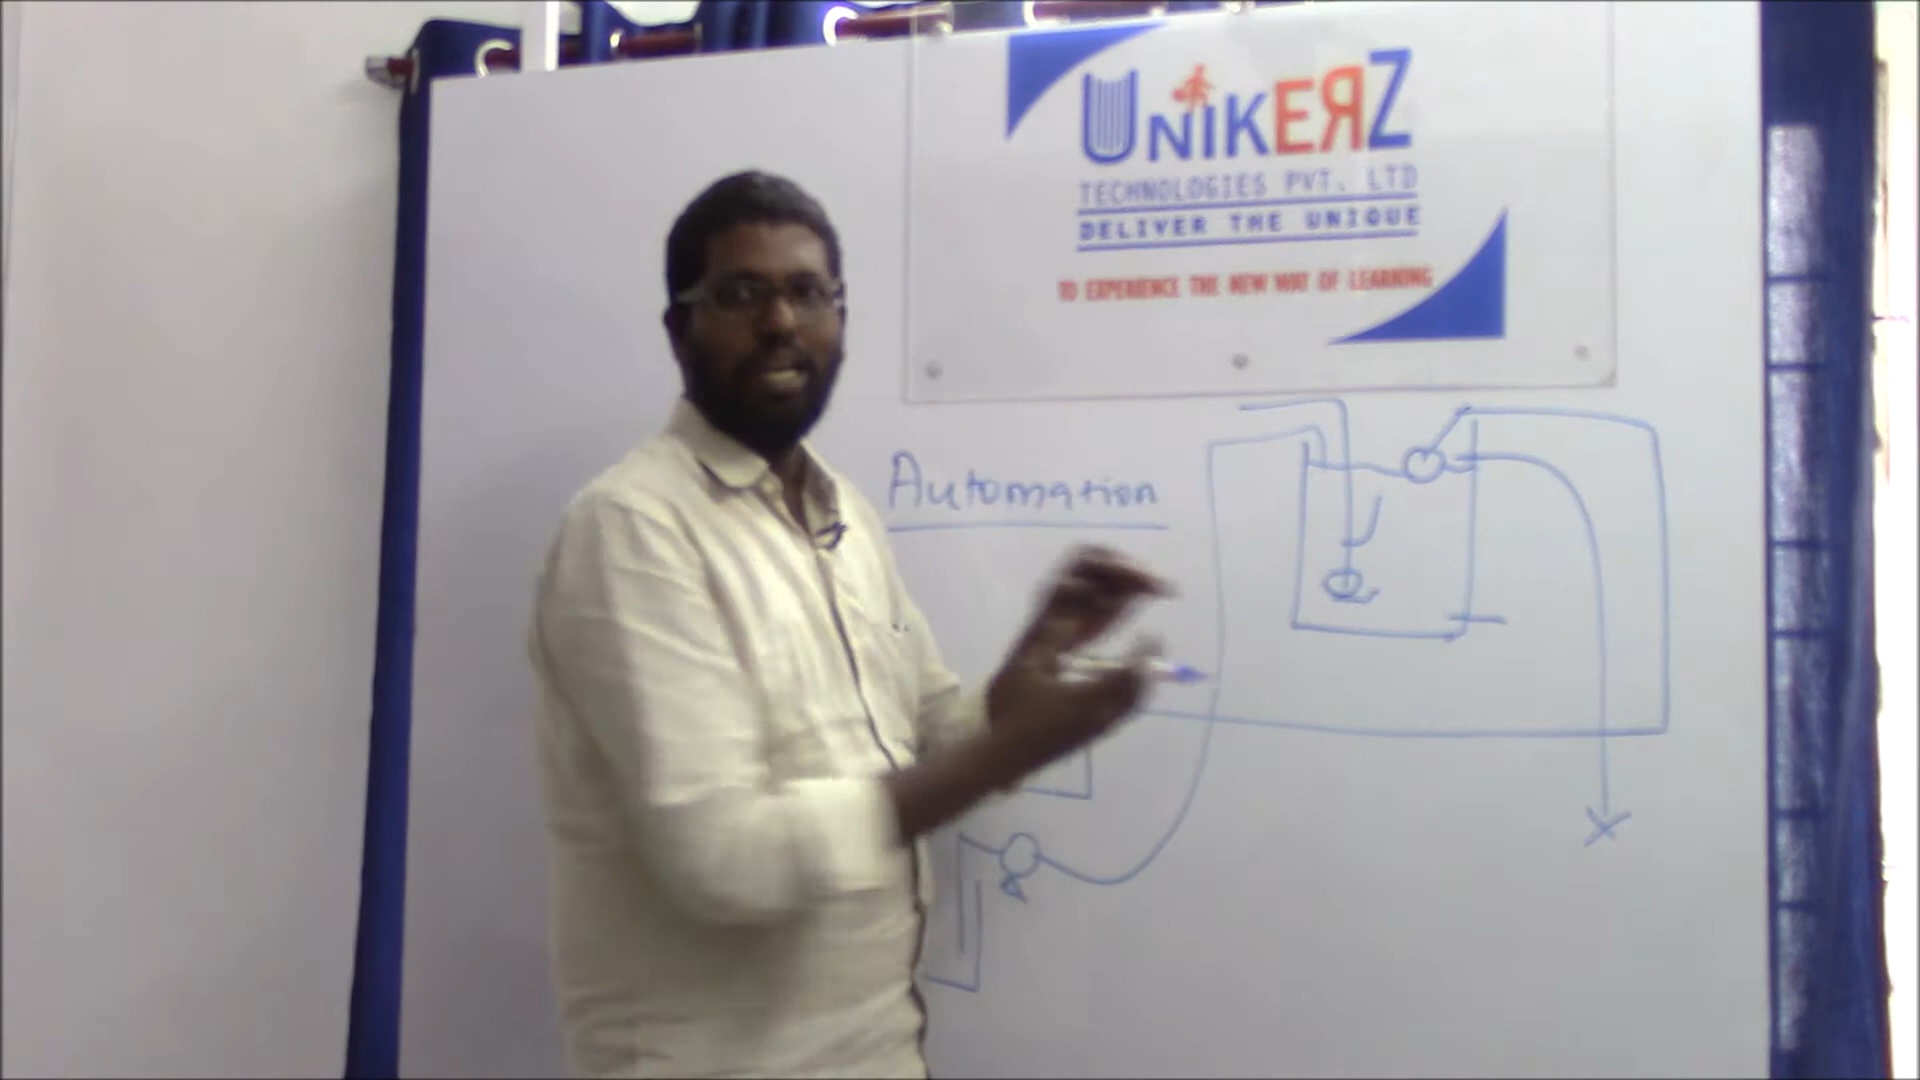 UNIKERZ
TECHNOLOGIES PVT. LTD
DELIVER THE UNIQUE
TO EXPERIENCE THE NEW WAY OF LEARNING
Automation